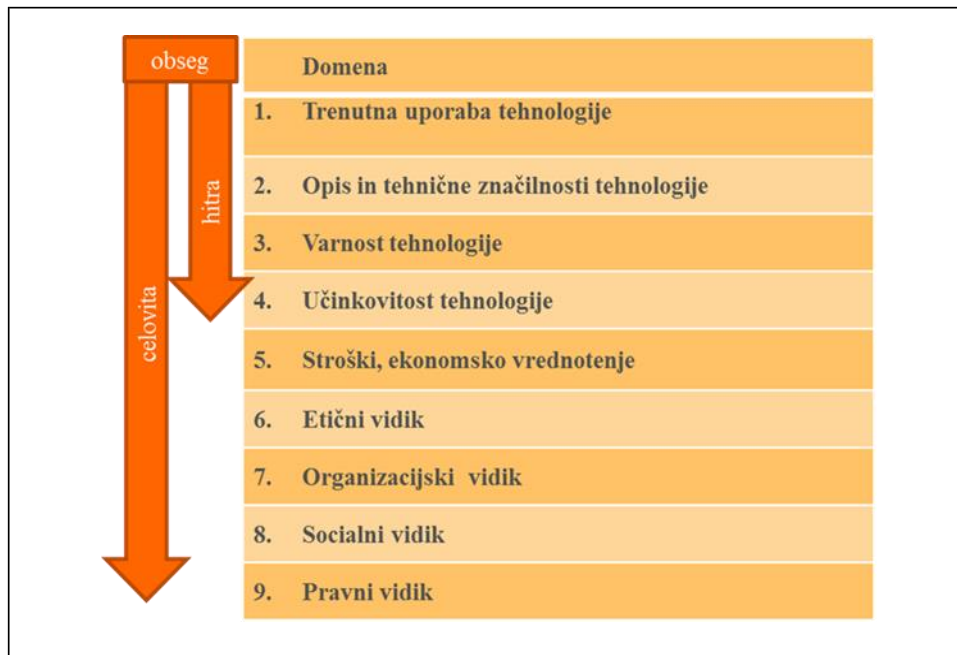 obseg
hitra
celovita
Domena
1. Trenutna uporaba tehnologije
2. Opis in tehnične značilnosti tehnologije
3. Varnost tehnologije
4. Učinkovitost tehnologije
5. Stroški, ekonomsko vrednotenje
6. Etični vidik
7. Organizacijski vidik
8. Socialni vidik
9. Pravni vidik